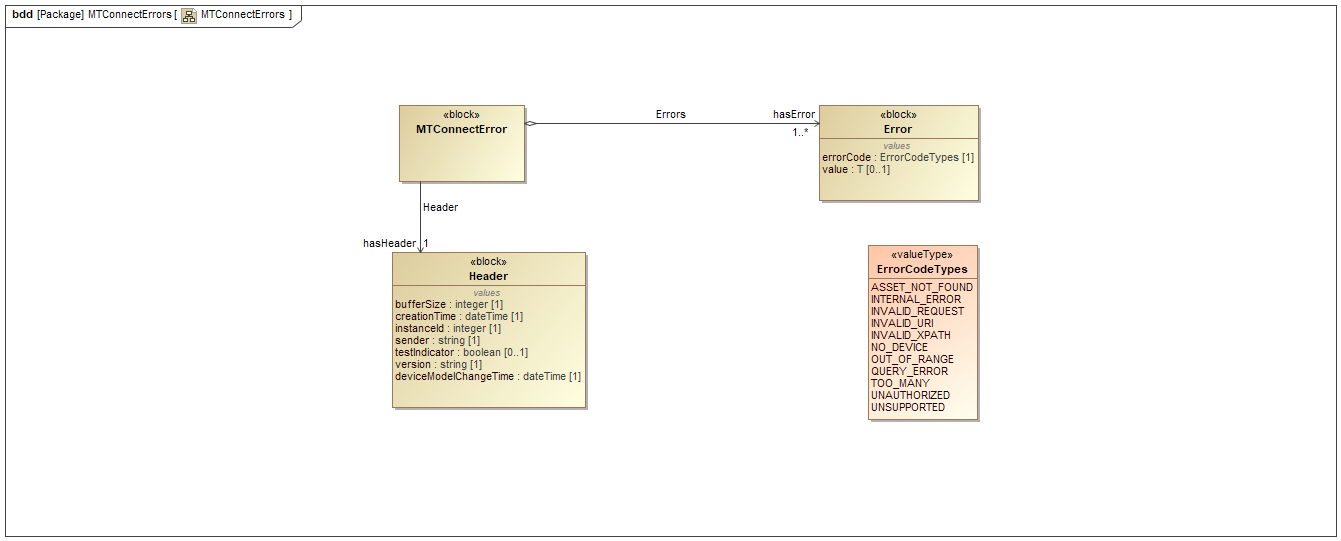 bdd [Package] MTConnectErrors [ MTConnectErrors ]
«block»
MTConnectError
Errors
hasError
1..*
«block»
Error
values
errorCode : ErrorCodeTypes [1]
value : T [0..1]
Header
hasHeader
1
«block»
Header
values
bufferSize : integer [1]
creationTime : dateTime [1]
instanceId : integer [1]
sender : string [1]
testIndicator : boolean [0..1]
version : string [1]
deviceModelChangeTime : dateTime [1]
«valueType»
ErrorCodeTypes
ASSET_NOT_FOUND
INTERNAL_ERROR
INVALID_REQUEST
INVALID_URI
INVALID_XPATH
NO_DEVICE
OUT_OF_RANGE
QUERY_ERROR
TOO_MANY
UNAUTHORIZED
UNSUPPORTED